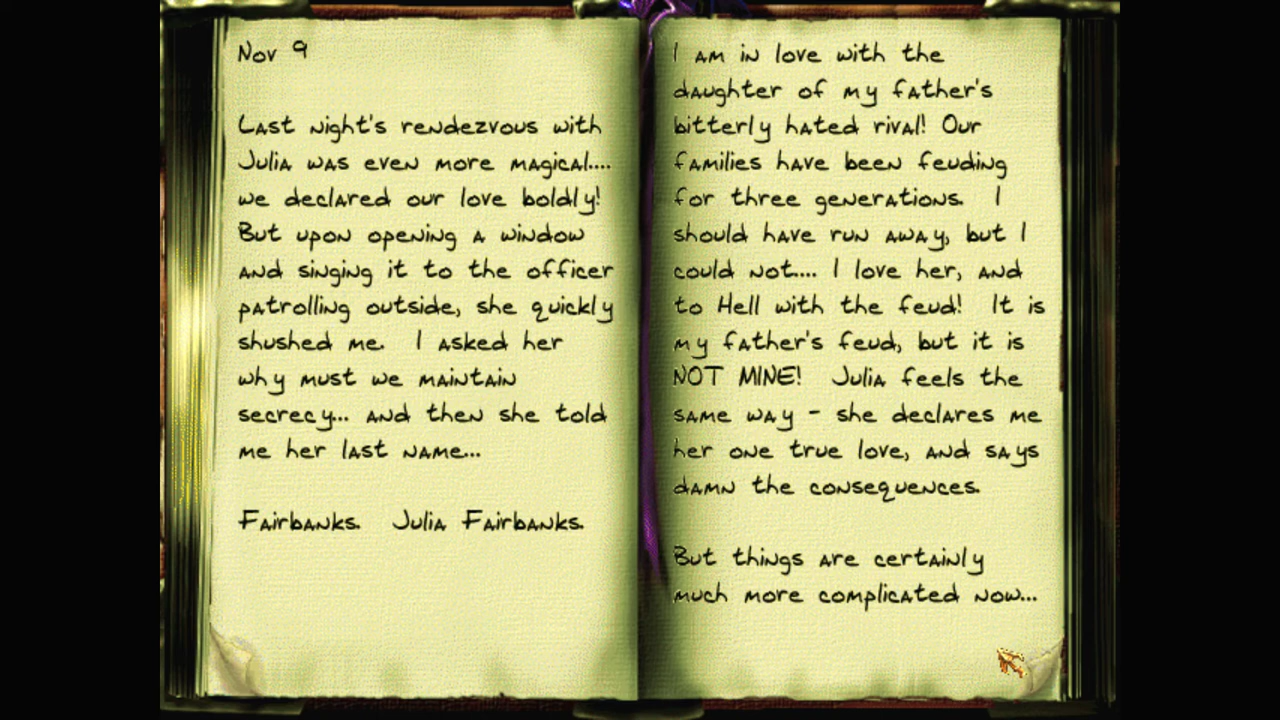 Nov 9
Last night's rendezvous with
Julia was even more magical....
we declared our love boldly!
But upon opening a window
and singing it to the officer
patrolling outside, she quickly
shushed me. I asked her
why must we maintain
secrecy... and then she told
me her last name...
Fairbanks. Julia Fairbanks.
I am in love with the
daughter of my father's
bitterly hated rival! Our
families have been feuding
for three generations. I
should have run away, but I
could not.... I love her, and
to Hell with the feud! It is
my father's feud, but it is
NOT MINE! Julia feels the
same way - she declares me
her one true love, and says
damn the consequences.
But things are certainly
much more complicated now...